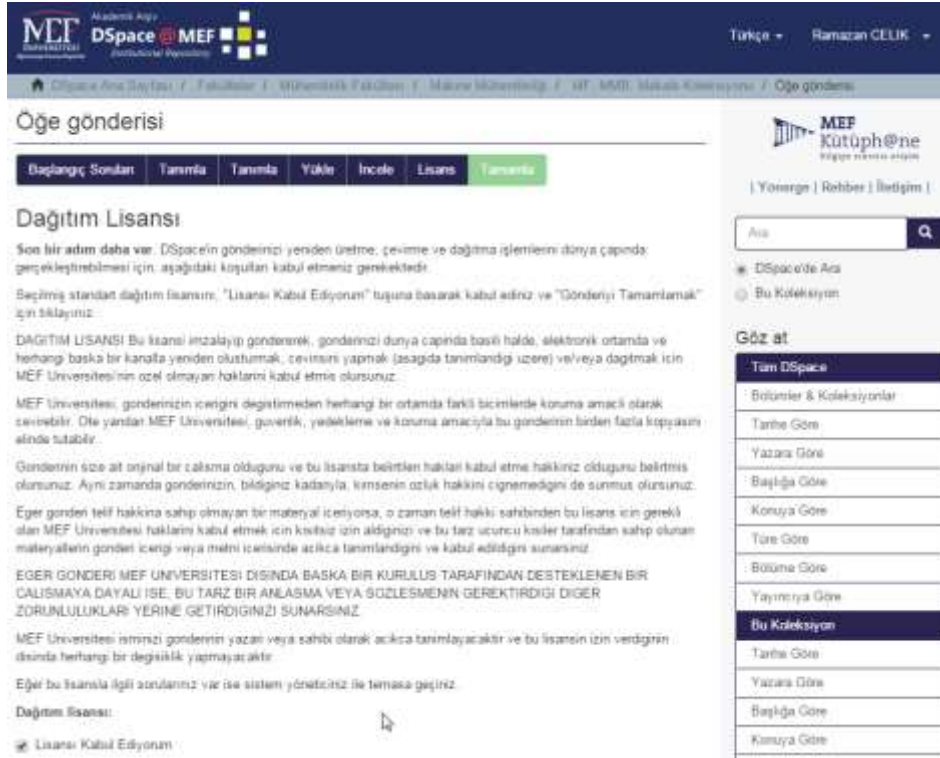 MEF
ÜNİVERSİTESİ
Akademik Arşiv
DSpace@MEF
Institutional Repository
Türkçe
Ramazan CELIK
DSpace Ana Sayfası / Fakülteler / Mühendislik Fakültesi / Makine Mühendisliği / MF, MMB, Makale Koleksiyonu / Öğe gönderisi
Öğe gönderisi
Başlangıç Soruları Tanımla Tanımla Yükle İncele Lisans Tamamla
Dağıtım Lisansı
Son bir adım daha var. DSpace'in gönderinizi yeniden üretme, çevirme ve dağıtma işlemlerini dünya çapında
gerçekleştirebilmesi için, aşağıdaki koşulları kabul etmeniz gerekektedir.
Seçilmiş standart dağıtım lisansını, "Lisansı Kabul Ediyorum" tuşuna basarak kabul ediniz ve "Gönderiyi Tamamlamak"
için tıklayınız.
DAGITIM LISANSI Bu lisansi imzalayip gondererek, gonderinizi dunya capinda basili halde, elektronik ortamda ve
herhangi baska bir kanalla yeniden olusturmak, cevirisini yapmak (asagida tanimlandigi uzere) ve/veya dagitmak icin
MEF Universitesi'nin ozel olmayan haklarini kabul etmis olursunuz.
MEF Universitesi, gonderinizin icerigini degistirmeden herhangi bir ortamda farkli bicimlerde koruma amacli olarak
cevirebilir. Ote yandan MEF Universitesi, guvenlik, yedekleme ve koruma amaciyla bu gonderinin birden fazla kopyasini
elinde tutabilir.
Gonderinin size ait orijinal bir calisma oldugunu ve bu lisansta belirtilen haklari kabul etme hakkiniz oldugunu belirtmis
olursunuz. Ayni zamanda gonderinizin, bildiginiz kadariyla, kimsenin ozluk hakkini cignemedigini de sunmus olursunuz.
Eger gonderi telif hakkina sahip olmayan bir materyal iceriyorsa, o zaman telif hakki sahibinden bu lisans icin gerekli
olan MEF Universitesi haklarini kabul etmek icin kisitsiz izin aldiginizi ve bu tarz ucuncu kisiler tarafindan sahip olunan
materyallerin gonderi icerigi veya metni icerisinde acikca tanimlandigini ve kabul edildigini sunarsiniz.
EGER GONDERI MEF UNIVERSITESI DISINDA BASKA BIR KURULUS TARAFINDAN DESTEKLENEN BIR
CALISMAYA DAYALI ISE, BU TARZ BIR ANLASMA VEYA SOZLESMENIN GEREKTIRDIGI DIGER
ZORUNLULUKLARI YERINE GETIRDIGINIZI SUNARSINIZ.
MEF Universitesi isminizi gonderinin yazari veya sahibi olarak acikca tanimlayacaktir ve bu lisansin izin verdiginin
disinda herhangi bir degisiklik yapmayacaktir.
Eğer bu lisansla ilgili sorularınız var ise sistem yöneticiniz ile temasa geçiniz.
Dağıtım lisansı:
Lisansı Kabul Ediyorum
MEF
Kütüph@ne
| Yönerge | Rehber | İletişim |
Ara
DSpace'de Ara
Bu Koleksiyon
Göz at
Tüm DSpace
Bölümler & Koleksiyonlar
Tarihe Göre
Yazara Göre
Başlığa Göre
Konuya Göre
Türe Göre
Bölüme Göre
Yayıncıya Göre
Bu Koleksiyon
Tarihe Göre
Yazara Göre
Başlığa Göre
Konuya Göre